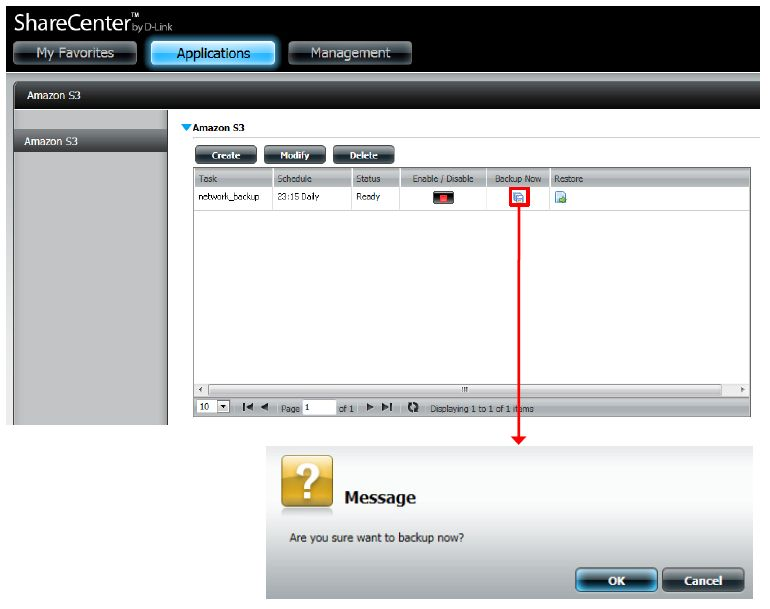 ShareCenter™ by D-Link
My Favorites Applications Management
Amazon S3
Amazon S3
Amazon S3
Create Modify Delete
Task Schedule Status Enable / Disable Backup Now Restore
network_backup 23:15 Daily Ready
10 Page 1 of 1 Displaying 1 to 1 of 1 items
Message
Are you sure want to backup now?
OK Cancel